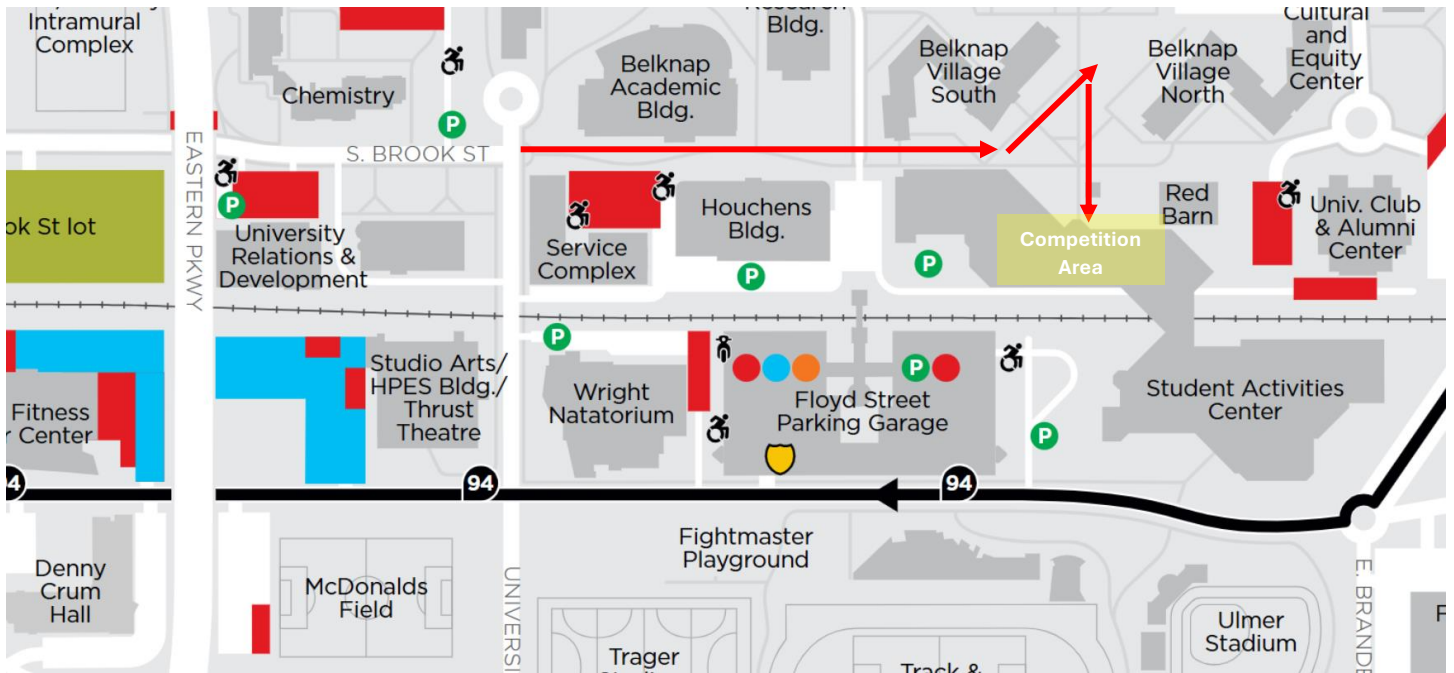 Intramural
Complex
Research
Bldg.
Cultural
and
Equity
Center
Chemistry
Belknap
Academic
Bldg.
Belknap
Village
South
Belknap
Village
North
EASTERN PKWY
S. BROOK ST
P
P
ok St lot
University
Relations &
Development
Service
Complex
Houchens
Bldg.
P
P
Competition
Area
Red
Barn
Univ. Club
& Alumni
Center
P
Studio Arts/
HPES Bldg./
Thrust
Theatre
Wright
Natatorium
P
Floyd Street
Parking Garage
P
Student Activities
Center
Fitness
r Center
94
94
94
Denny
Crum
Hall
McDonalds
Field
UNIVERSI
Fightmaster
Playground
Trager
Track &
Ulmer
Stadium
E. BRANDE
F